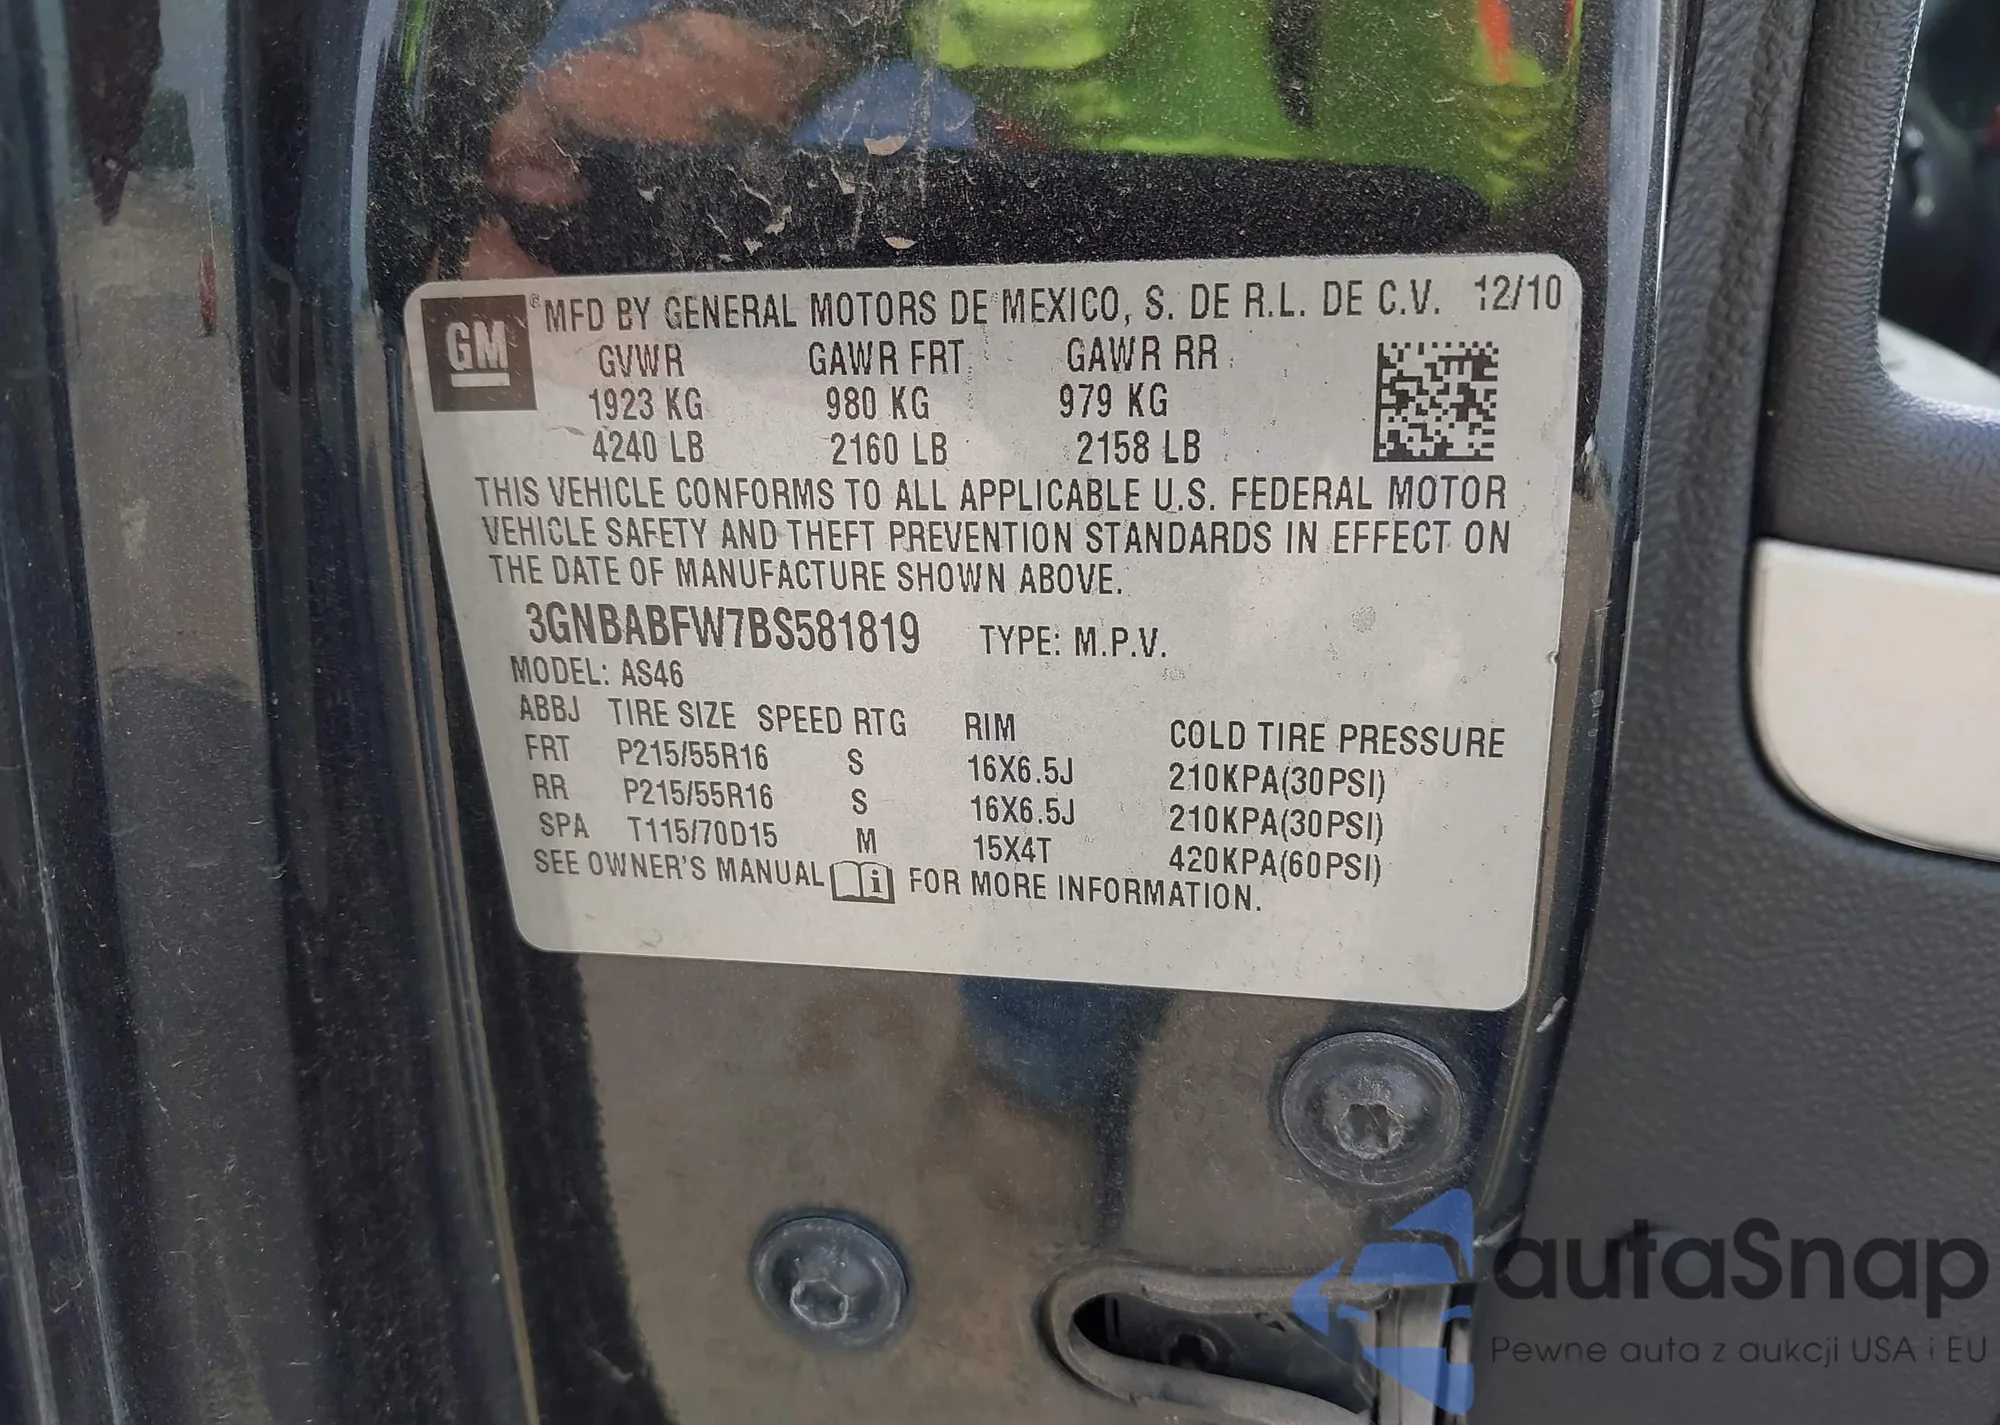 GM ® MFD BY GENERAL MOTORS DE MEXICO, S. DE R.L. DE C.V. 12/10
GVWR GAWR FRT GAWR RR
1923 KG 980 KG 979 KG
4240 LB 2160 LB 2158 LB
THIS VEHICLE CONFORMS TO ALL APPLICABLE U.S. FEDERAL MOTOR
VEHICLE SAFETY AND THEFT PREVENTION STANDARDS IN EFFECT ON
THE DATE OF MANUFACTURE SHOWN ABOVE.
3GNBABFW7BS581819 TYPE: M.P.V.
MODEL: AS46
ABBJ TIRE SIZE SPEED RTG RIM COLD TIRE PRESSURE
FRT P215/55R16 S 16X6.5J 210KPA(30PSI)
RR P215/55R16 S 16X6.5J 210KPA(30PSI)
SPA T115/70D15 M 15X4T 420KPA(60PSI)
SEE OWNER'S MANUAL i FOR MORE INFORMATION.
autaSnap
Pewne auta z aukcji USA i EU